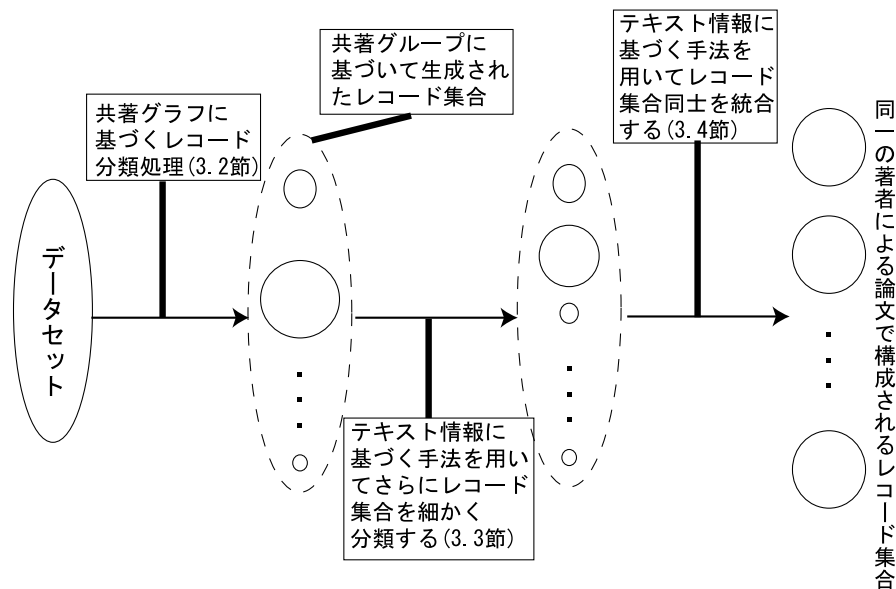 データセット
共著グラフに
基づくレコード
分類処理(3.2節)
共著グループに
基づいて生成され
たレコード集合
テキスト情報に
基づく手法を用い
てさらにレコード
集合を細かく
分類する(3.3節)
テキスト情報に
基づく手法を
用いてレコード
集合同士を統合
する(3.4節)
同一の著者による論文で構成されるレコード集合